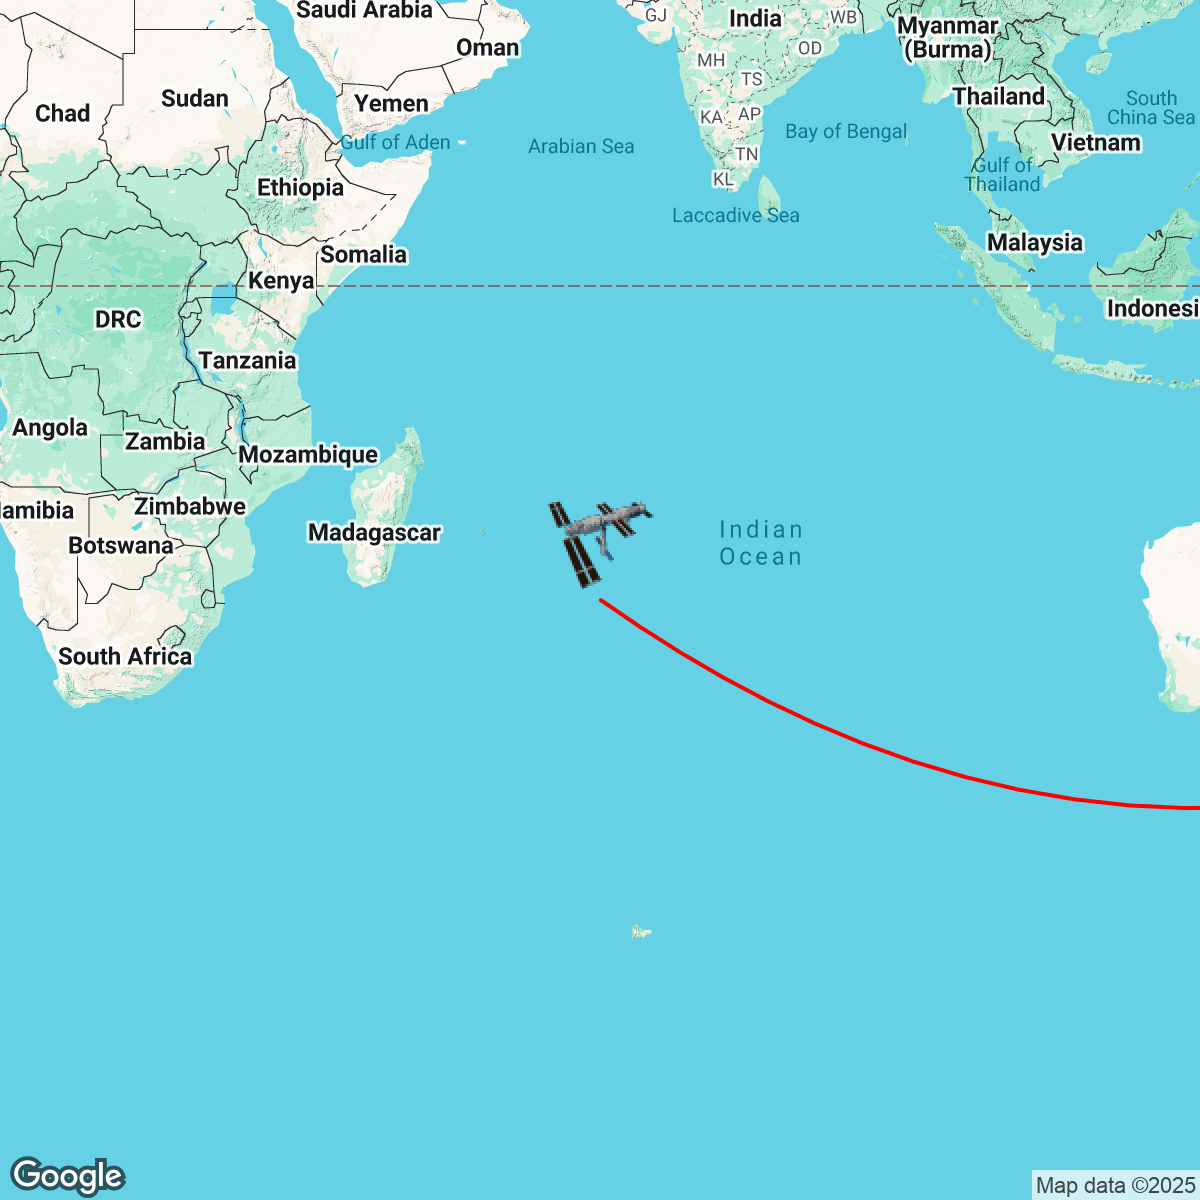 Saudi Arabia
GJ
India
WB
Myanmar
(Burma)
Oman
OD
MH
TS
Chad
Sudan
Yemen
Thailand
South
China Sea
KA
AP
Gulf of Aden
Arabian Sea
Bay of Bengal
Vietnam
TN
Gulf of
Thailand
KL
Ethiopia
Laccadive Sea
Malaysia
Somalia
Kenya
Indonesi
DRC
Tanzania
Angola
Zambia
Mozambique
amibia
Zimbabwe
Madagascar
Indian
Ocean
Botswana
South Africa
Google
Map data ©2025